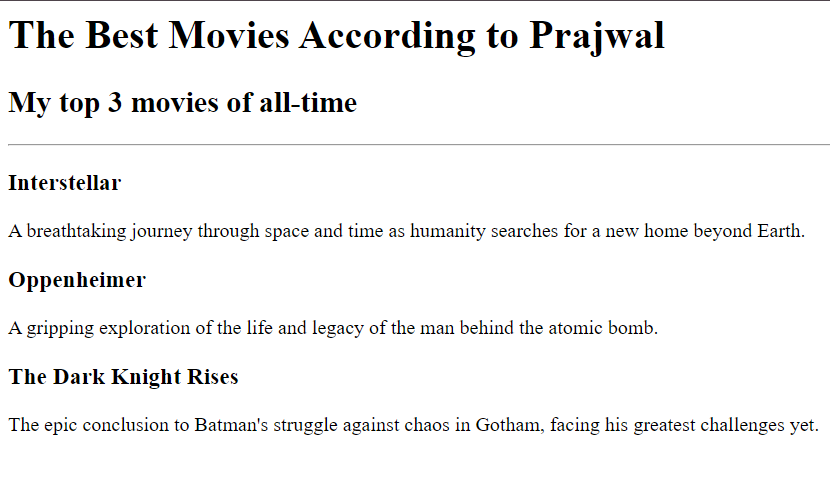 The Best Movies According to Prajwal
My top 3 movies of all-time
Interstellar
A breathtaking journey through space and time as humanity searches for a new home beyond Earth.
Oppenheimer
A gripping exploration of the life and legacy of the man behind the atomic bomb.
The Dark Knight Rises
The epic conclusion to Batman's struggle against chaos in Gotham, facing his greatest challenges yet.